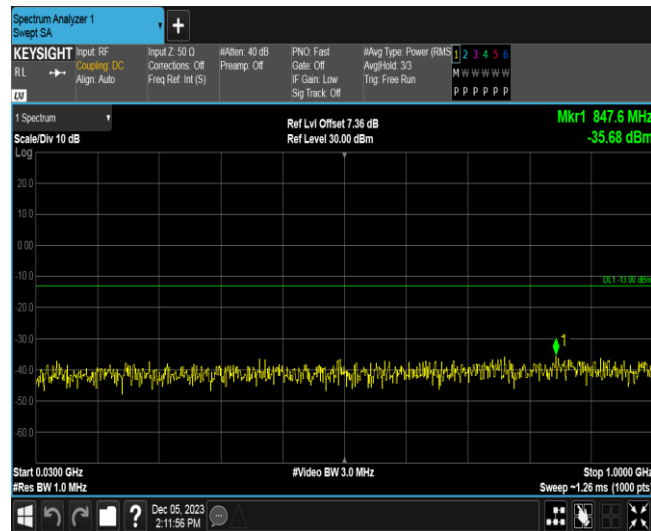 Spectrum Analyzer 1
Swept SA
+
KEYSIGHT
RL
LXI
Input: RF
Coupling: DC
Align: Auto
Input Z: 50 Ω
Corrections: Off
Freq Ref: Int (S)
#Atten: 40 dB
Preamp: Off
PNO: Fast
Gate: Off
IF Gain: Low
Sig Track: Off
#Avg Type: Power (RMS
Avg|Hold: 3/3
Trig: Free Run
1 2 3 4 5 6
M W W W W W
P P P P P P
1 Spectrum
Scale/Div 10 dB
Log
Ref Lvl Offset 7.36 dB
Ref Level 30.00 dBm
Mkr1 847.6 MHz
-35.68 dBm
20.0
10.0
0.00
-10.0
DL1 -13.00 dBm
-20.0
-30.0
1
-40.0
-50.0
-60.0
Start 0.0300 GHz
#Res BW 1.0 MHz
#Video BW 3.0 MHz
Stop 1.0000 GHz
Sweep ~1.26 ms (1000 pts)
?
Dec 05, 2023
2:11:56 PM